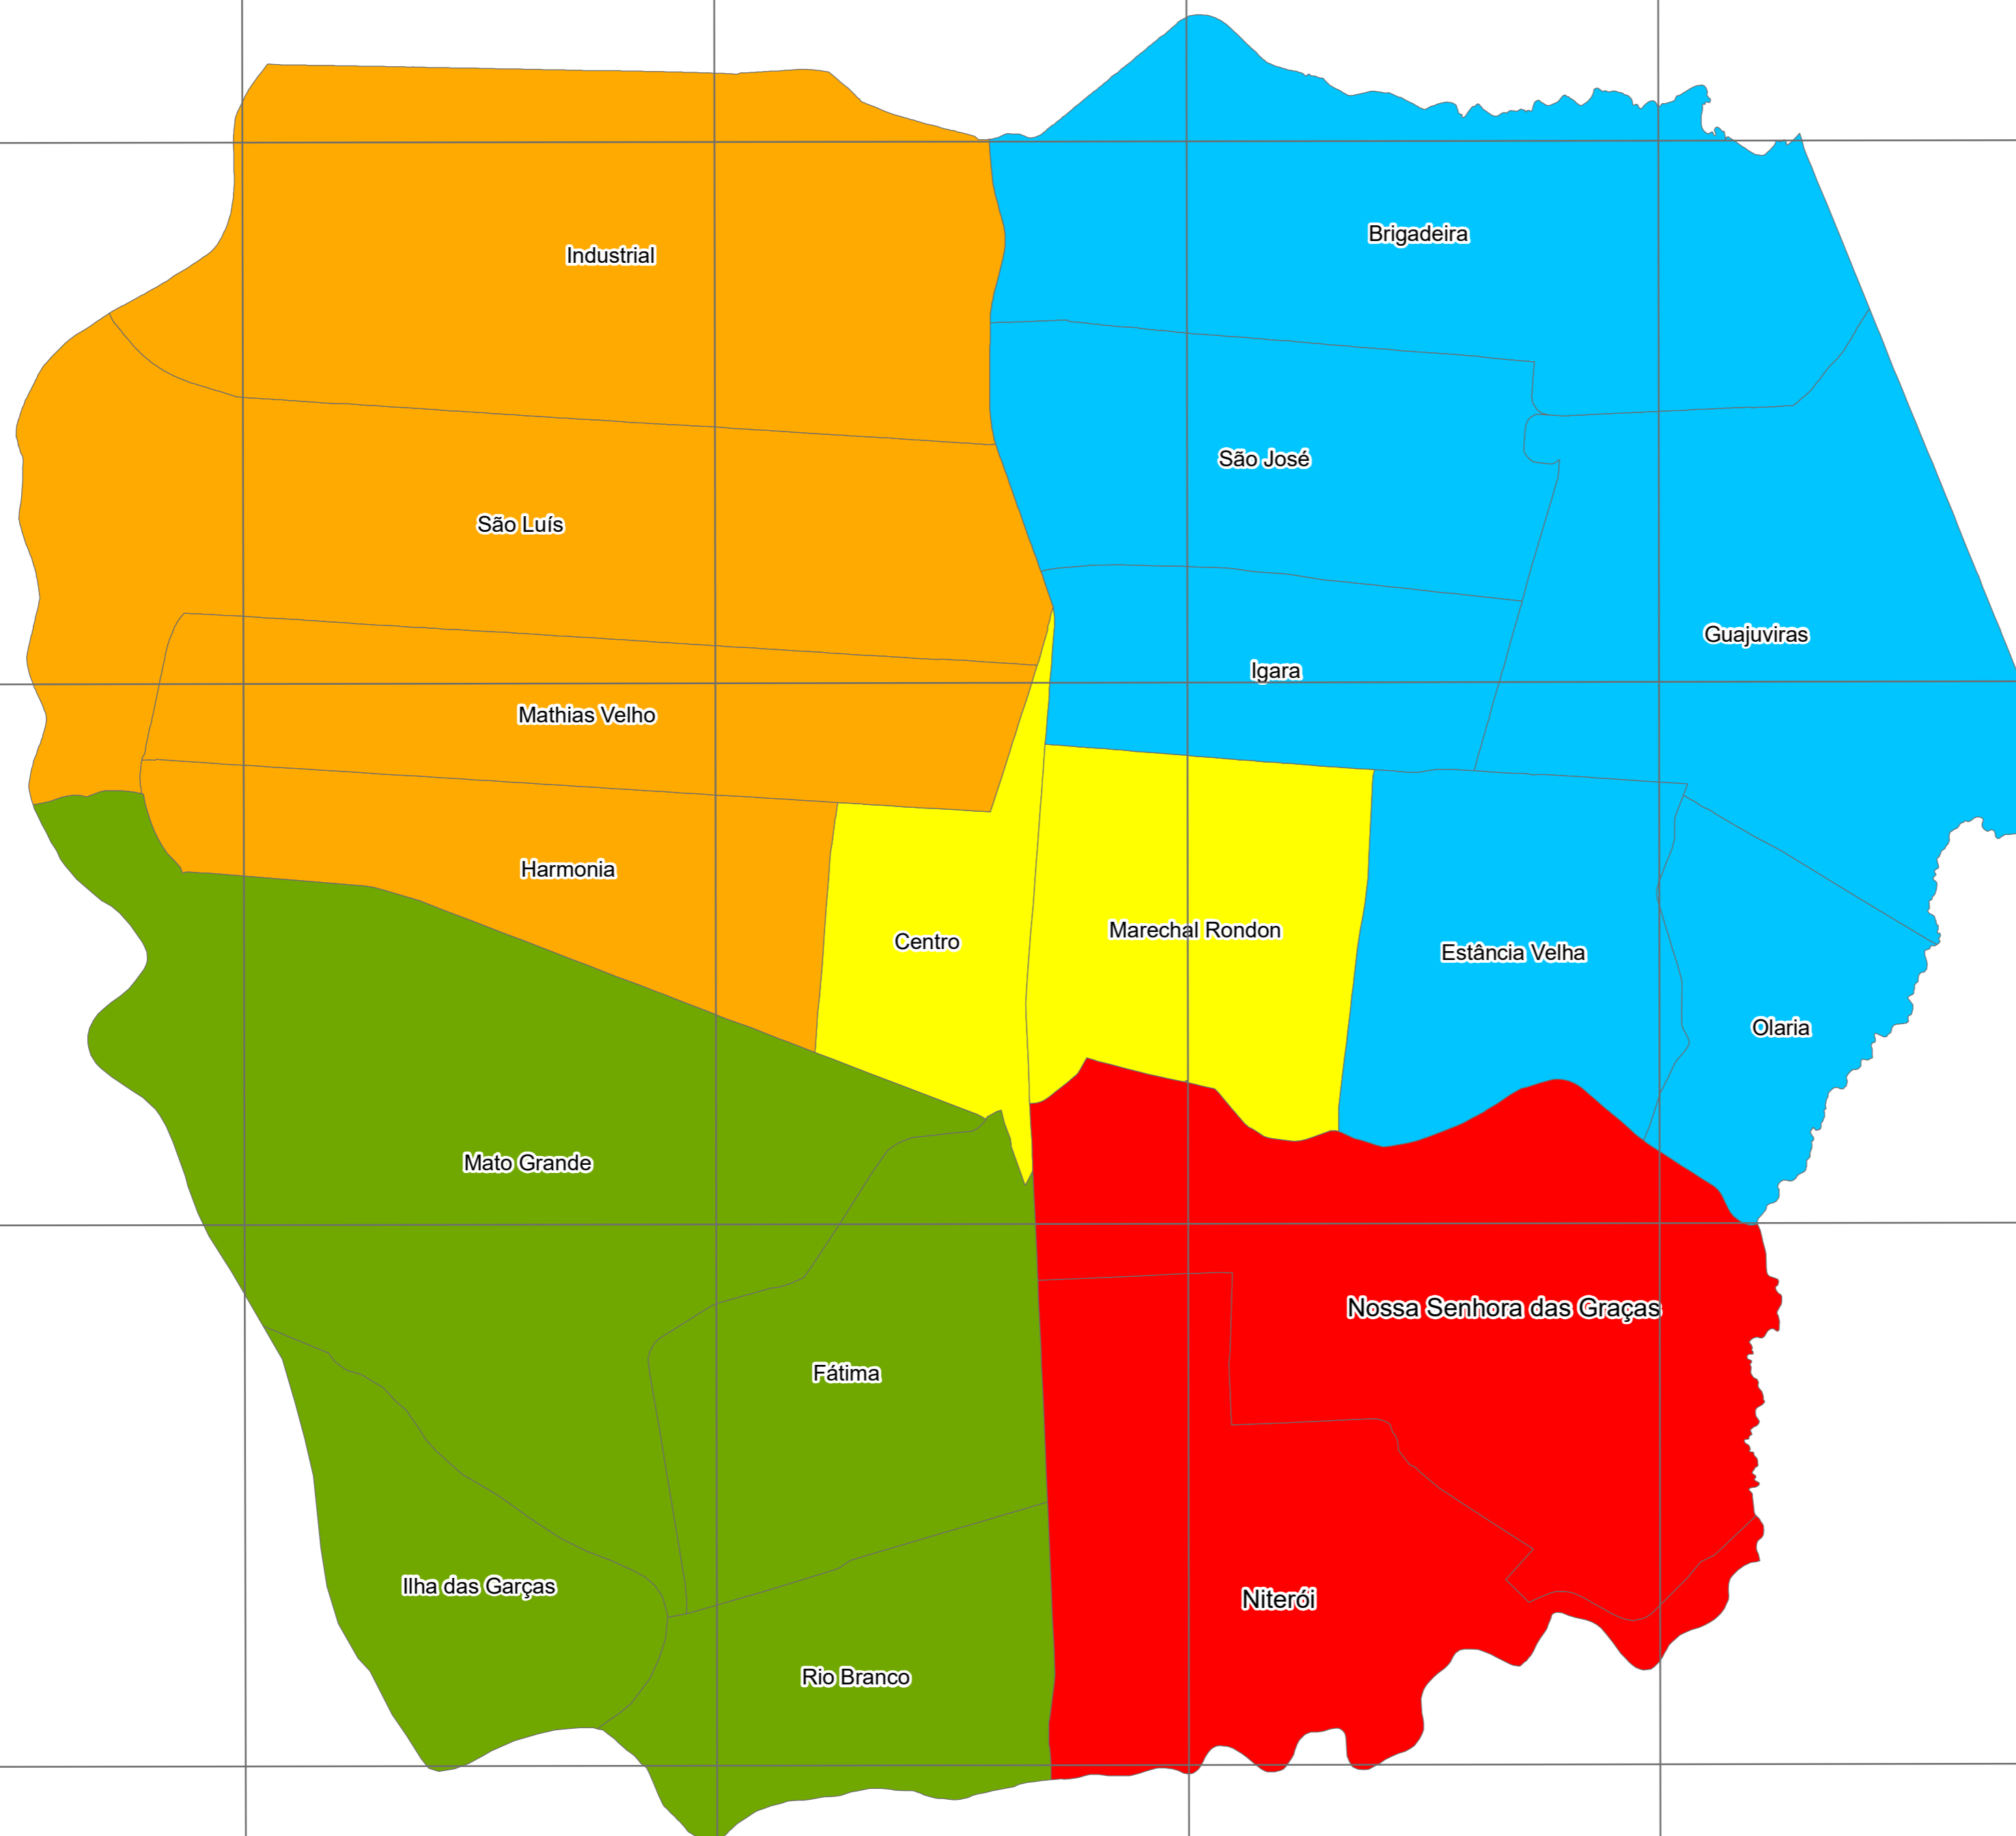 Brigadeira
Industrial
São José
São Luís
Guajuviras
Igara
Mathias Velho
Harmonia
Marechal Rondon
Centro
Estância Velha
Olaria
Mato Grande
Nossa Senhora das Graças
Fátima
Ilha das Garças
Niterói
Rio Branco